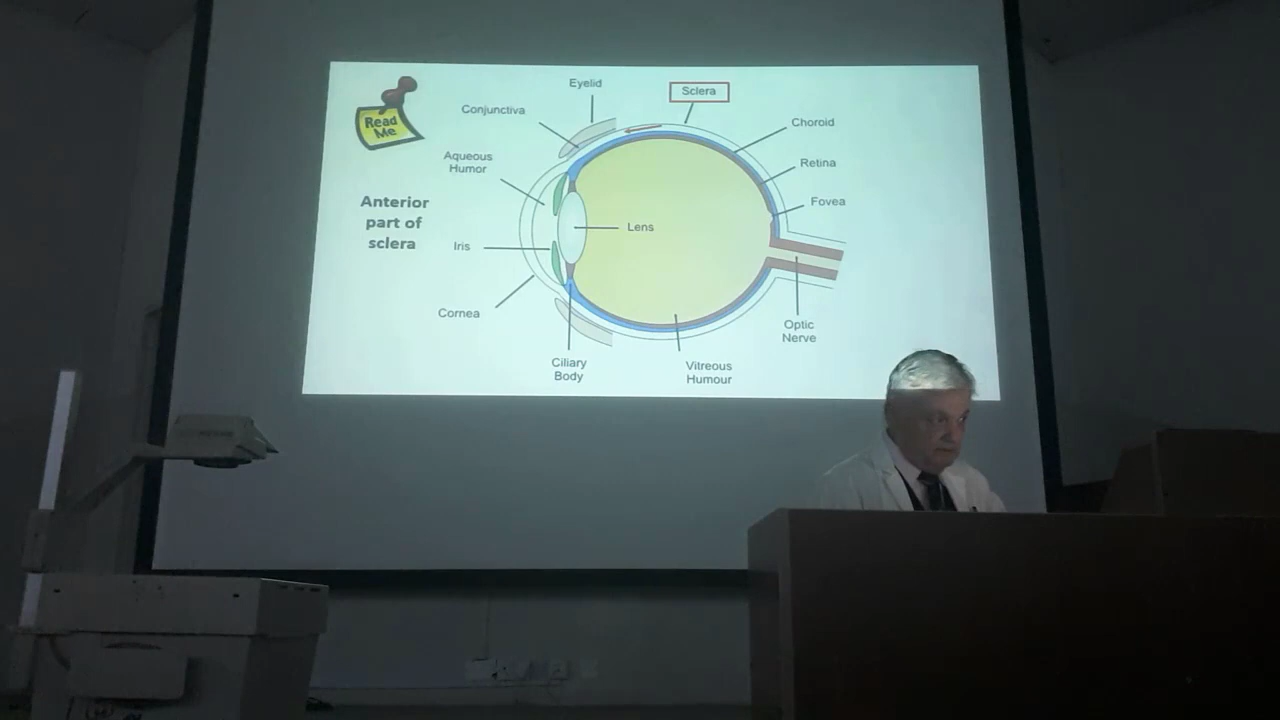 Read
Me
Anterior
part of
sclera
Eyelid
Sclera
Conjunctiva
Choroid
Aqueous
Humor
Retina
Fovea
Lens
Iris
Cornea
Optic
Nerve
Ciliary
Body
Vitreous
Humour